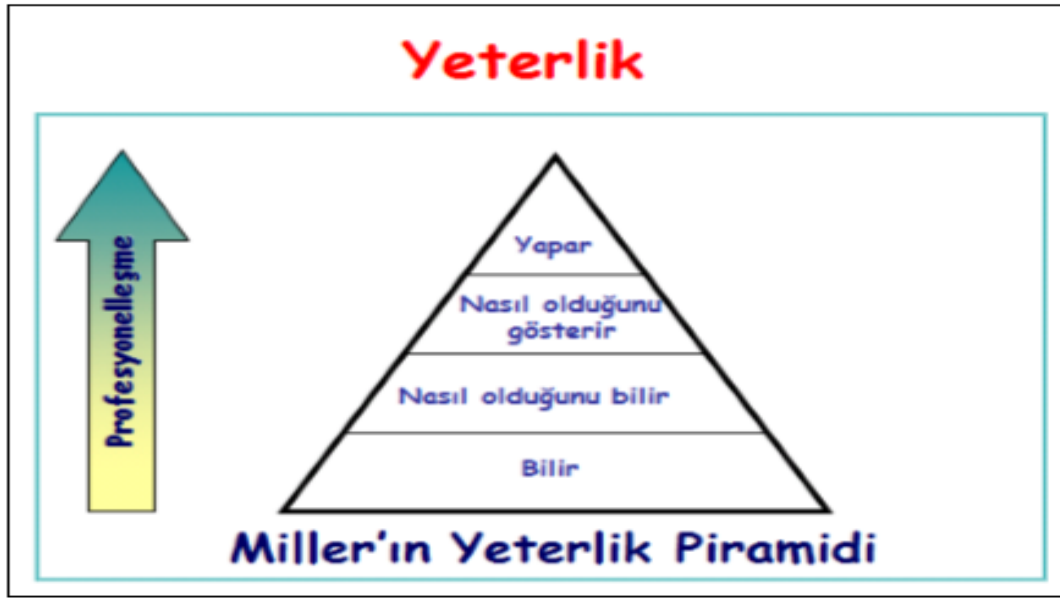 Yeterlik
Profesyonelleşme
Yapar
Nasıl olduğunu
gösterir
Nasıl olduğunu bilir
Bilir
Miller'ın Yeterlik Piramidi